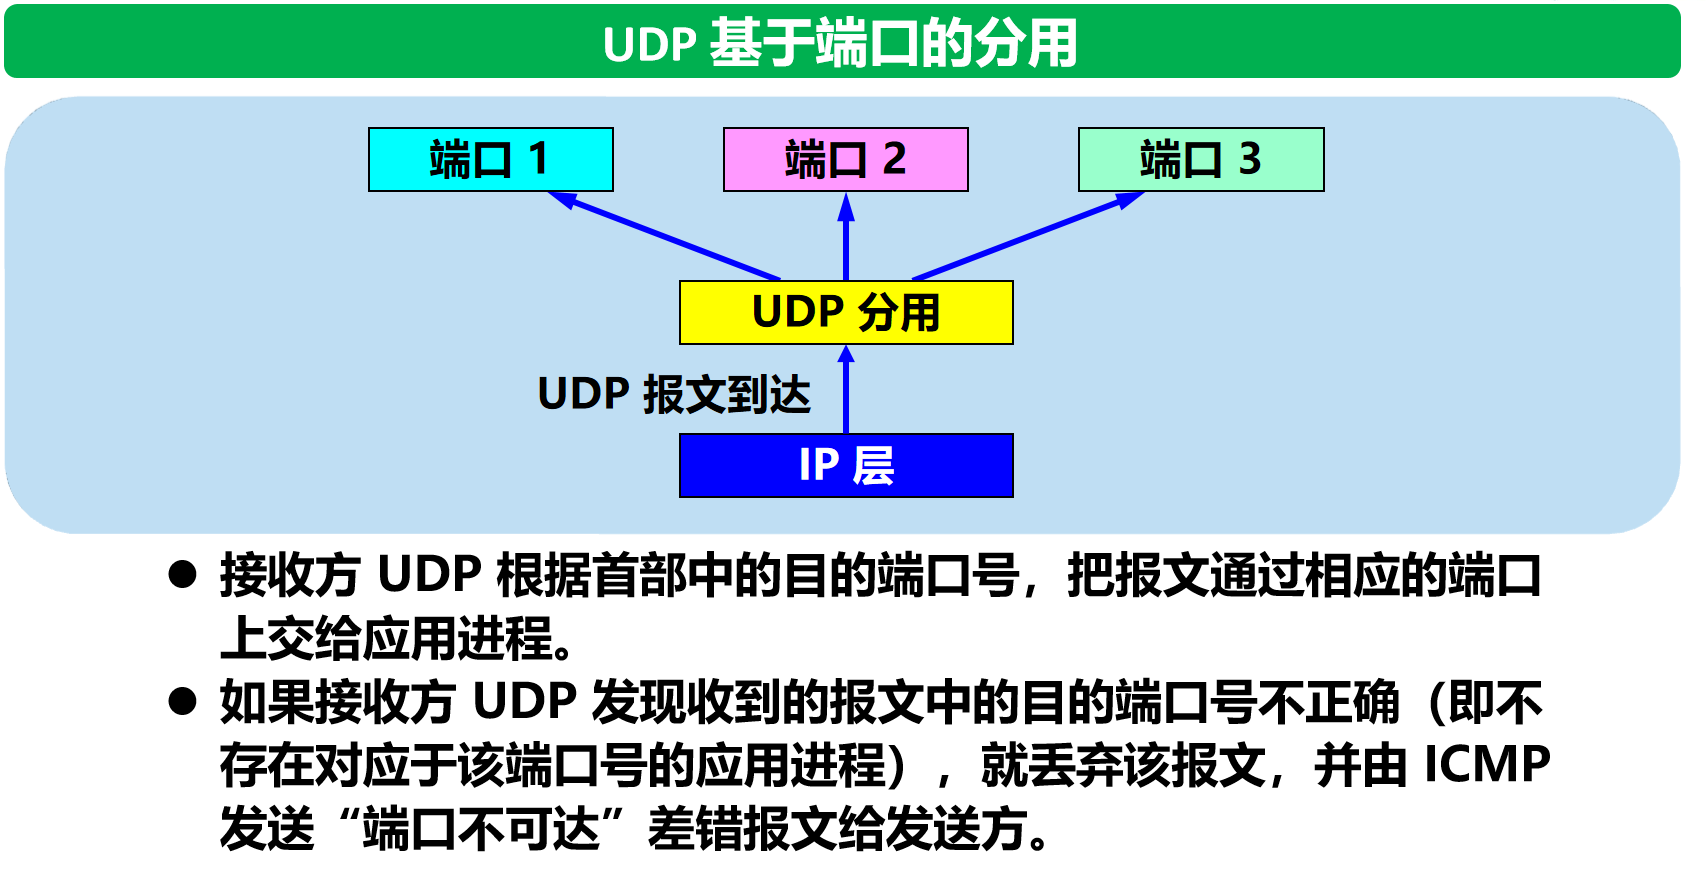 UDP 基于端口的分用
端口 1
端口 2
端口 3
UDP 分用
UDP 报文到达
IP 层
● 接收方 UDP 根据首部中的目的端口号，把报文通过相应的端口
上交给应用进程。
● 如果接收方 UDP 发现收到的报文中的目的端口号不正确（即不
存在对应于该端口号的应用进程），就丢弃该报文，并由 ICMP
发送“端口不可达”差错报文给发送方。